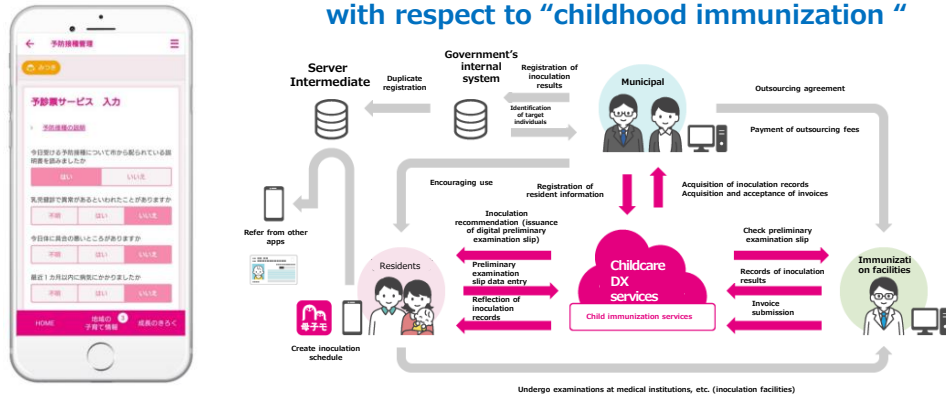 with respect to “childhood immunization “
予防接種管理
みつき
予診票サービス 入力
予防接種の説明
今日受ける予防接種について市から配られている説
明書を読みましたか
はい
いいえ
乳児健診で異常があるといわれたことがありますか
不明
はい
いいえ
今日体に具合の悪いところがありますか
不明
はい
いいえ
最近1カ月以内に病気にかかりましたか
不明
はい
いいえ
HOME
地域の
子育て情報
成長のきろく
Server
Intermediate
Duplicate
registration
Government’s
internal
system
Registration of
inoculation
results
Identification
of target
individuals
Municipal
Outsourcing agreement
Payment of outsourcing fees
Encouraging use
Registration of
resident information
Acquisition of inoculation records
Acquisition and acceptance of invoices
Refer from other
apps
Inoculation
recommendation (issuance
of digital preliminary
examination slip)
Residents
Preliminary
examination
slip data entry
Reflection of
inoculation
records
Childcare
DX
services
Child immunization services
Check preliminary
examination slip
Records of inoculation
results
Invoice
submission
Immunizati
on facilities
母子モ
Create inoculation
schedule
Undergo examinations at medical institutions, etc. (inoculation facilities)